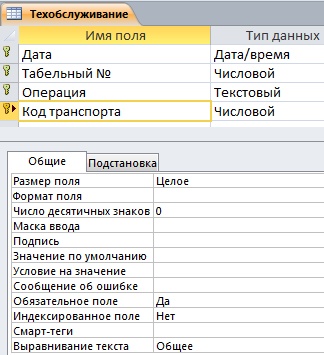 Техобслуживание
Имя поля Тип данных
Дата Дата/время
Табельный № Числовой
Операция Текстовый
Код транспорта Числовой
Общие Подстановка
Размер поля Целое
Формат поля
Число десятичных знаков 0
Маска ввода
Подпись
Значение по умолчанию
Условие на значение
Сообщение об ошибке
Обязательное поле Да
Индексированное поле Нет
Смарт-теги
Выравнивание текста Общее